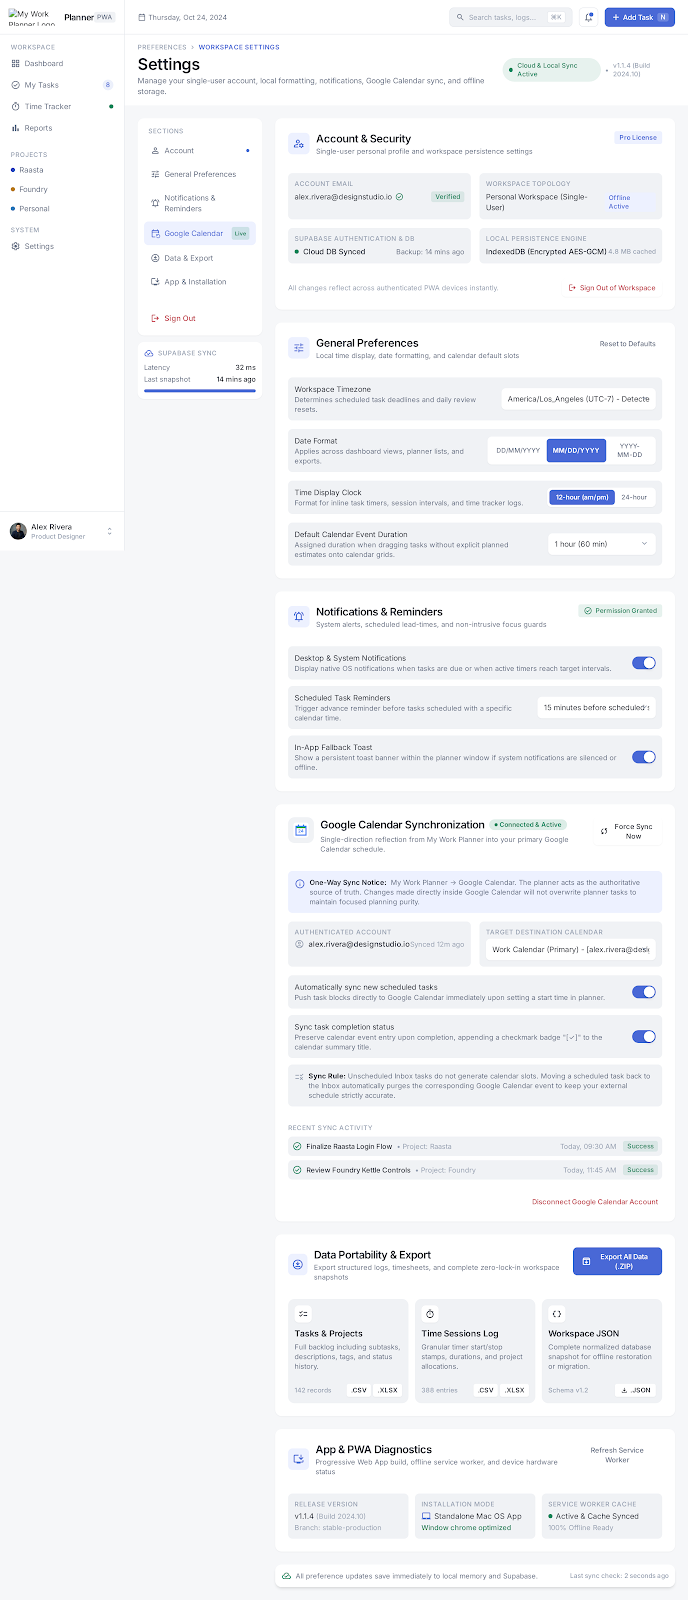 My Work Planner Logo
Planner PWA
WORKSPACE
Dashboard
My Tasks 8
Time Tracker
Reports
PROJECTS
Raasta
Foundry
Personal
SYSTEM
Settings
Alex Rivera
Product Designer
Thursday, Oct 24, 2024
Search tasks, logs... ⌘K
+ Add Task N
PREFERENCES › WORKSPACE SETTINGS
Settings
Manage your single-user account, local formatting, notifications, Google Calendar sync, and offline
storage.
Cloud & Local Sync
Active
• v1.1.4 (Build
2024.10)
SECTIONS
Account
General Preferences
Notifications &
Reminders
Google Calendar Live
Data & Export
App & Installation
Sign Out
SUPABASE SYNC
Latency 32 ms
Last snapshot 14 mins ago
Account & Security
Single-user personal profile and workspace persistence settings
Pro License
ACCOUNT EMAIL
alex.rivera@designstudio.io Verified
WORKSPACE TOPOLOGY
Personal Workspace (Single-
User)
Offline
Active
SUPABASE AUTHENTICATION & DB
Cloud DB Synced Backup: 14 mins ago
LOCAL PERSISTENCE ENGINE
IndexedDB (Encrypted AES-GCM) 4.8 MB cached
All changes reflect across authenticated PWA devices instantly.
Sign Out of Workspace
General Preferences
Local time display, date formatting, and calendar default slots
Reset to Defaults
Workspace Timezone
Determines scheduled task deadlines and daily review
resets.
America/Los_Angeles (UTC-7) - Detecte
Date Format
Applies across dashboard views, planner lists, and
exports.
DD/MM/YYYY MM/DD/YYYY YYYY-
MM-DD
Time Display Clock
Format for inline task timers, session intervals, and time tracker logs.
12-hour (am/pm) 24-hour
Default Calendar Event Duration
Assigned duration when dragging tasks without explicit planned
estimates onto calendar grids.
1 hour (60 min)
Notifications & Reminders
System alerts, scheduled lead-times, and non-intrusive focus guards
Permission Granted
Desktop & System Notifications
Display native OS notifications when tasks are due or when active timers reach target intervals.
Scheduled Task Reminders
Trigger advance reminder before tasks scheduled with a specific
calendar time.
15 minutes before scheduled
In-App Fallback Toast
Show a persistent toast banner within the planner window if system notifications are silenced or
offline.
Google Calendar Synchronization • Connected & Active
Single-direction reflection from My Work Planner into your primary Google
Calendar schedule.
Force Sync
Now
One-Way Sync Notice: My Work Planner → Google Calendar. The planner acts as the authoritative
source of truth. Changes made directly inside Google Calendar will not overwrite planner tasks to
maintain focused planning purity.
AUTHENTICATED ACCOUNT
alex.rivera@designstudio.io Synced 12m ago
TARGET DESTINATION CALENDAR
Work Calendar (Primary) - [alex.rivera@desi
Automatically sync new scheduled tasks
Push task blocks directly to Google Calendar immediately upon setting a start time in planner.
Sync task completion status
Preserve calendar event entry upon completion, appending a checkmark badge "[✓]" to the
calendar summary title.
Sync Rule: Unscheduled Inbox tasks do not generate calendar slots. Moving a scheduled task back to
the Inbox automatically purges the corresponding Google Calendar event to keep your external
schedule strictly accurate.
RECENT SYNC ACTIVITY
Finalize Raasta Login Flow • Project: Raasta Today, 09:30 AM Success
Review Foundry Kettle Controls • Project: Foundry Today, 11:45 AM Success
Disconnect Google Calendar Account
Data Portability & Export
Export structured logs, timesheets, and complete zero-lock-in workspace
snapshots
Export All Data
(.ZIP)
Tasks & Projects
Full backlog including subtasks,
descriptions, tags, and status
history.
142 records .CSV .XLSX
Time Sessions Log
Granular timer start/stop
stamps, durations, and project
allocations.
388 entries .CSV .XLSX
Workspace JSON
Complete normalized database
snapshot for offline restoration
or migration.
Schema v1.2 .JSON
App & PWA Diagnostics
Progressive Web App build, offline service worker, and device hardware
status
Refresh Service
Worker
RELEASE VERSION
v1.1.4 (Build 2024.10)
Branch: stable-production
INSTALLATION MODE
Standalone Mac OS App
Window chrome optimized
SERVICE WORKER CACHE
Active & Cache Synced
100% Offline Ready
All preference updates save immediately to local memory and Supabase.
Last sync check: 2 seconds ago